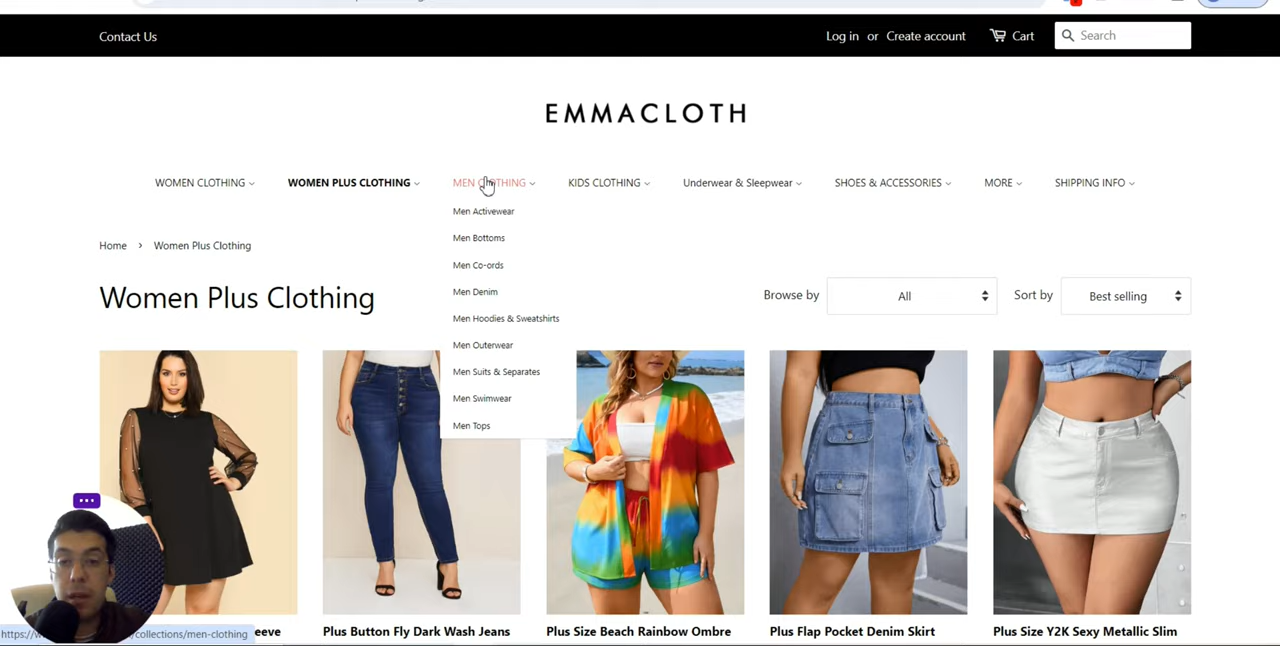 Contact Us
Log in or Create account Cart Search
EMMACLOTH
WOMEN CLOTHING WOMEN PLUS CLOTHING MEN CLOTHING KIDS CLOTHING Underwear & Sleepwear SHOES & ACCESSORIES MORE SHIPPING INFO
Men Activewear
Men Bottoms
Men Co-ords
Men Denim
Men Hoodies & Sweatshirts
Men Outerwear
Men Suits & Separates
Men Swimwear
Men Tops
Home > Women Plus Clothing
Women Plus Clothing
Browse by All Sort by Best selling
Plus Button Fly Dark Wash Jeans
Plus Size Beach Rainbow Ombre
Plus Flap Pocket Denim Skirt
Plus Size Y2K Sexy Metallic Slim
/collections/men-clothing